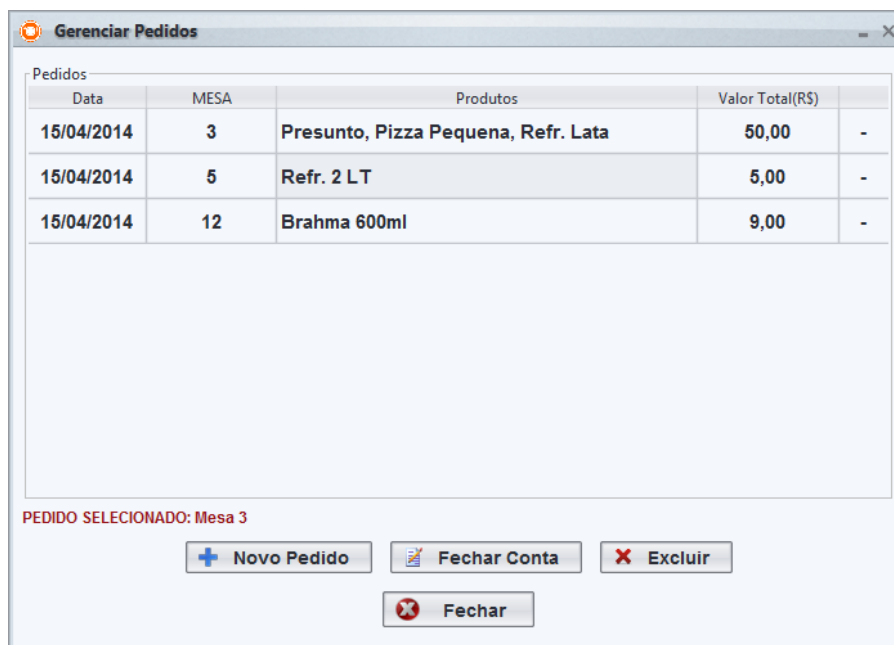 Gerenciar Pedidos
Pedidos
Data MESA Produtos Valor Total(R$)
15/04/2014 3 Presunto, Pizza Pequena, Refr. Lata 50,00 -
15/04/2014 5 Refr. 2 LT 5,00 -
15/04/2014 12 Brahma 600ml 9,00 -
PEDIDO SELECIONADO: Mesa 3
Novo Pedido Fechar Conta Excluir
Fechar